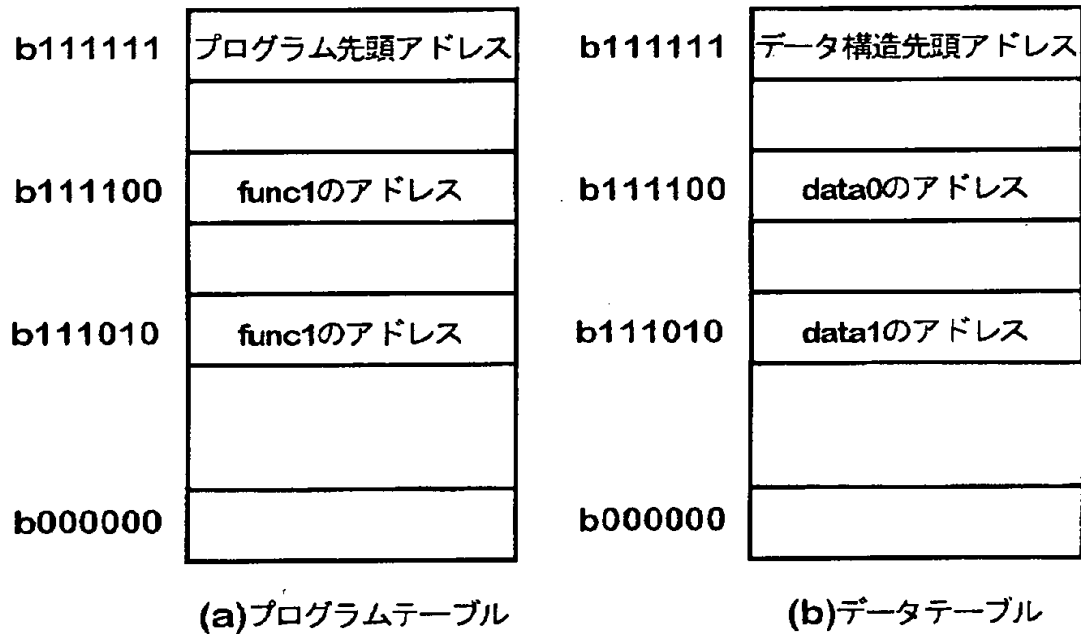 b111111 プログラム先頭アドレス
b111100 func1のアドレス
b111010 func1のアドレス
b000000
(a)プログラムテーブル
b111111 データ構造先頭アドレス
b111100 data0のアドレス
b111010 data1のアドレス
b000000
(b)データテーブル